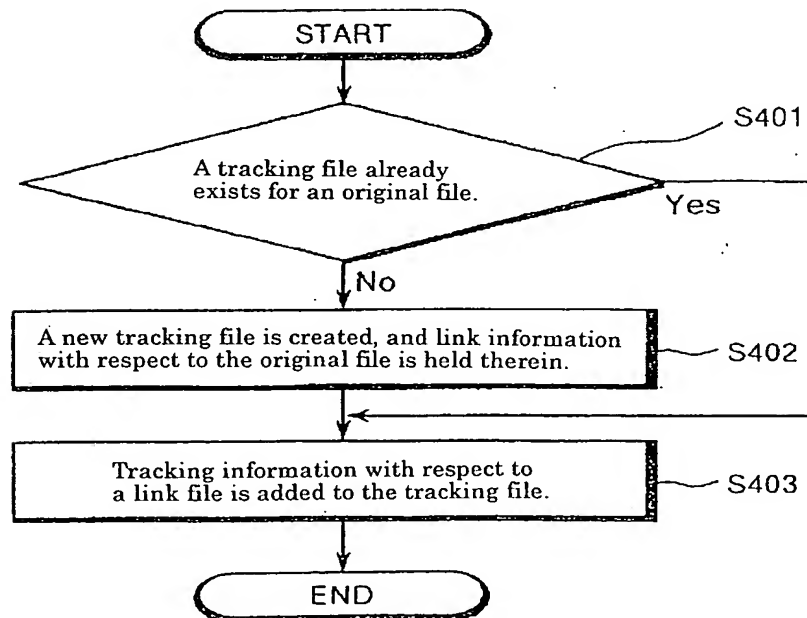 START
S401
A tracking file already
exists for an original file.
Yes
No
A new tracking file is created, and link information
with respect to the original file is held therein.
S402
Tracking information with respect to
a link file is added to the tracking file.
S403
END